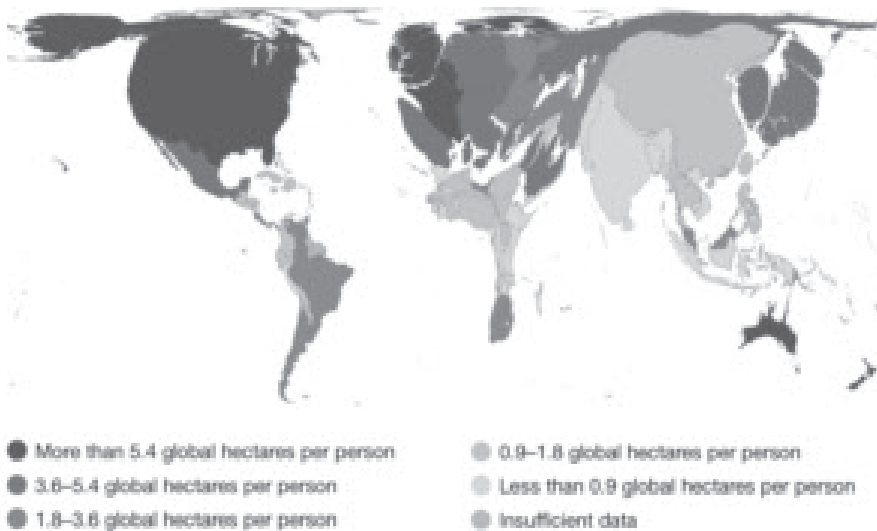 More than 5.4 global hectares per person
3.6–5.4 global hectares per person
1.8–3.6 global hectares per person
0.9–1.8 global hectares per person
Less than 0.9 global hectares per person
Insufficient data